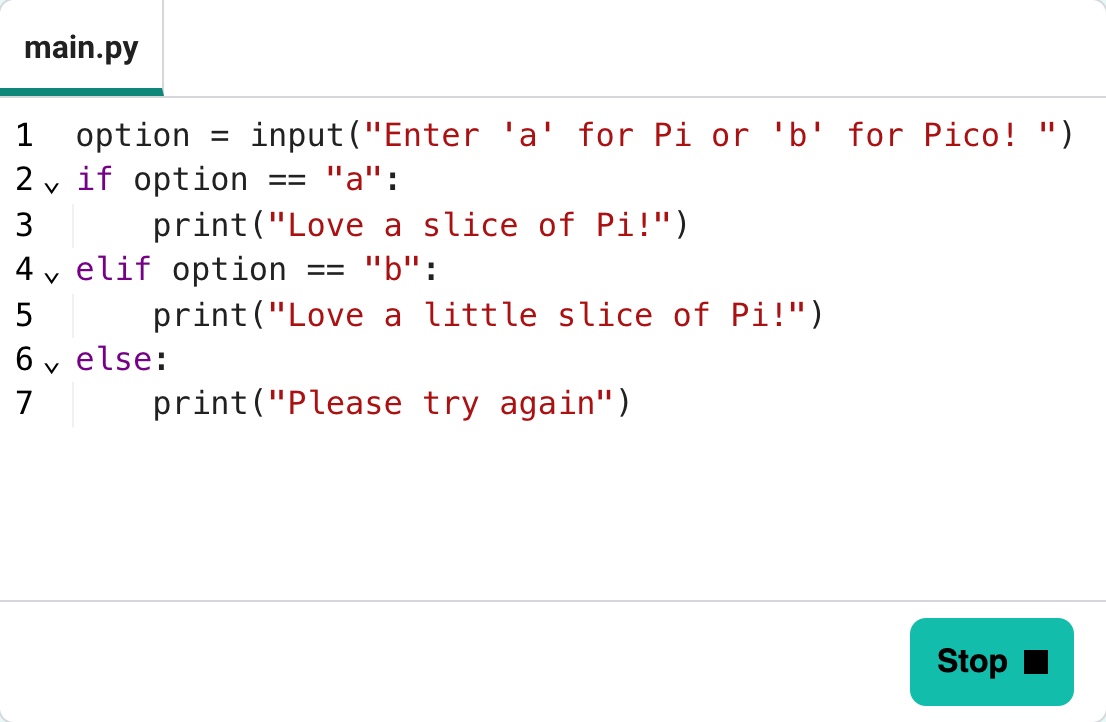 main.py
1 option = input("Enter 'a' for Pi or 'b' for Pico! ")
2 if option == "a":
3     print("Love a slice of Pi!")
4 elif option == "b":
5     print("Love a little slice of Pi!")
6 else:
7     print("Please try again")
Stop